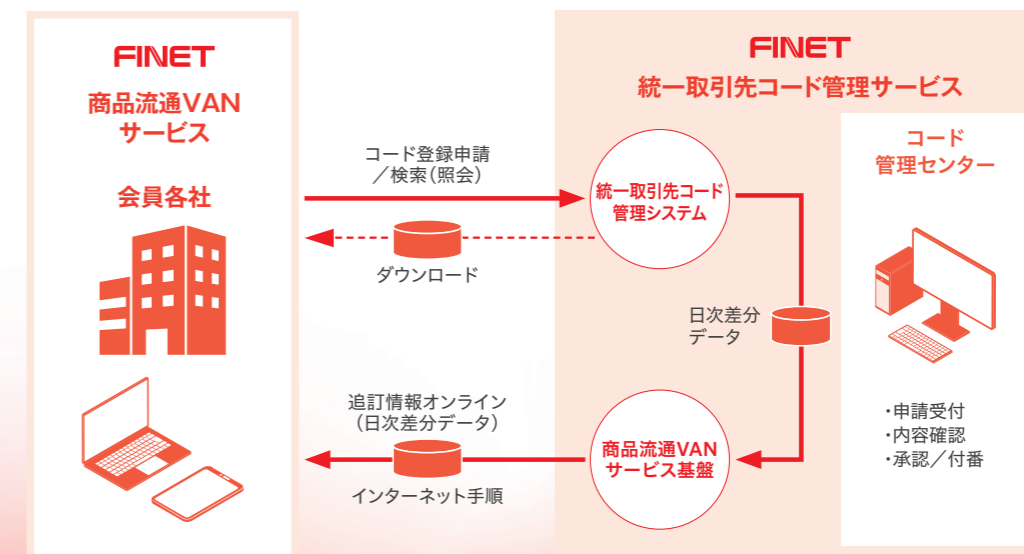 FINET
商品流通VAN
サービス
会員各社
コード登録申請
／検索（照会）
ダウンロード
追訂情報オンライン
（日次差分データ）
インターネット手順
FINET
統一取引先コード管理サービス
統一取引先コード
管理システム
日次差分
データ
商品流通VAN
サービス基盤
コード
管理センター
・申請受付
・内容確認
・承認／付番